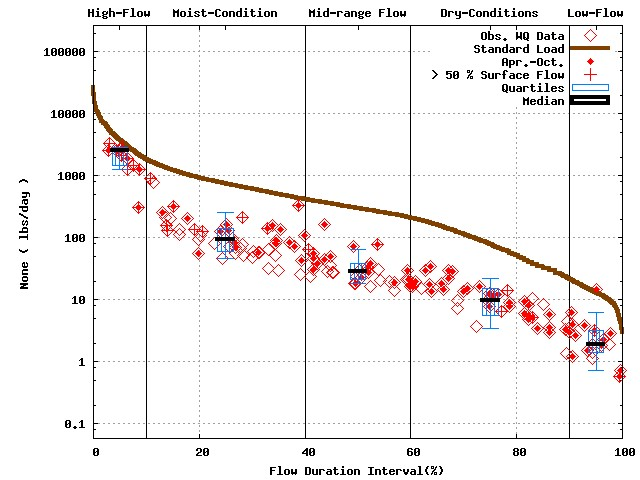 High-Flow Moist-Condition Mid-range Flow Dry-Conditions Low-Flow
Obs. WQ Data
Standard Load
Apr.-Oct.
> 50 % Surface Flow
Quartiles
Median
100000
10000
1000
100
10
1
0.1
None ( lbs/day )
0 20 40 60 80 100
Flow Duration Interval(%)